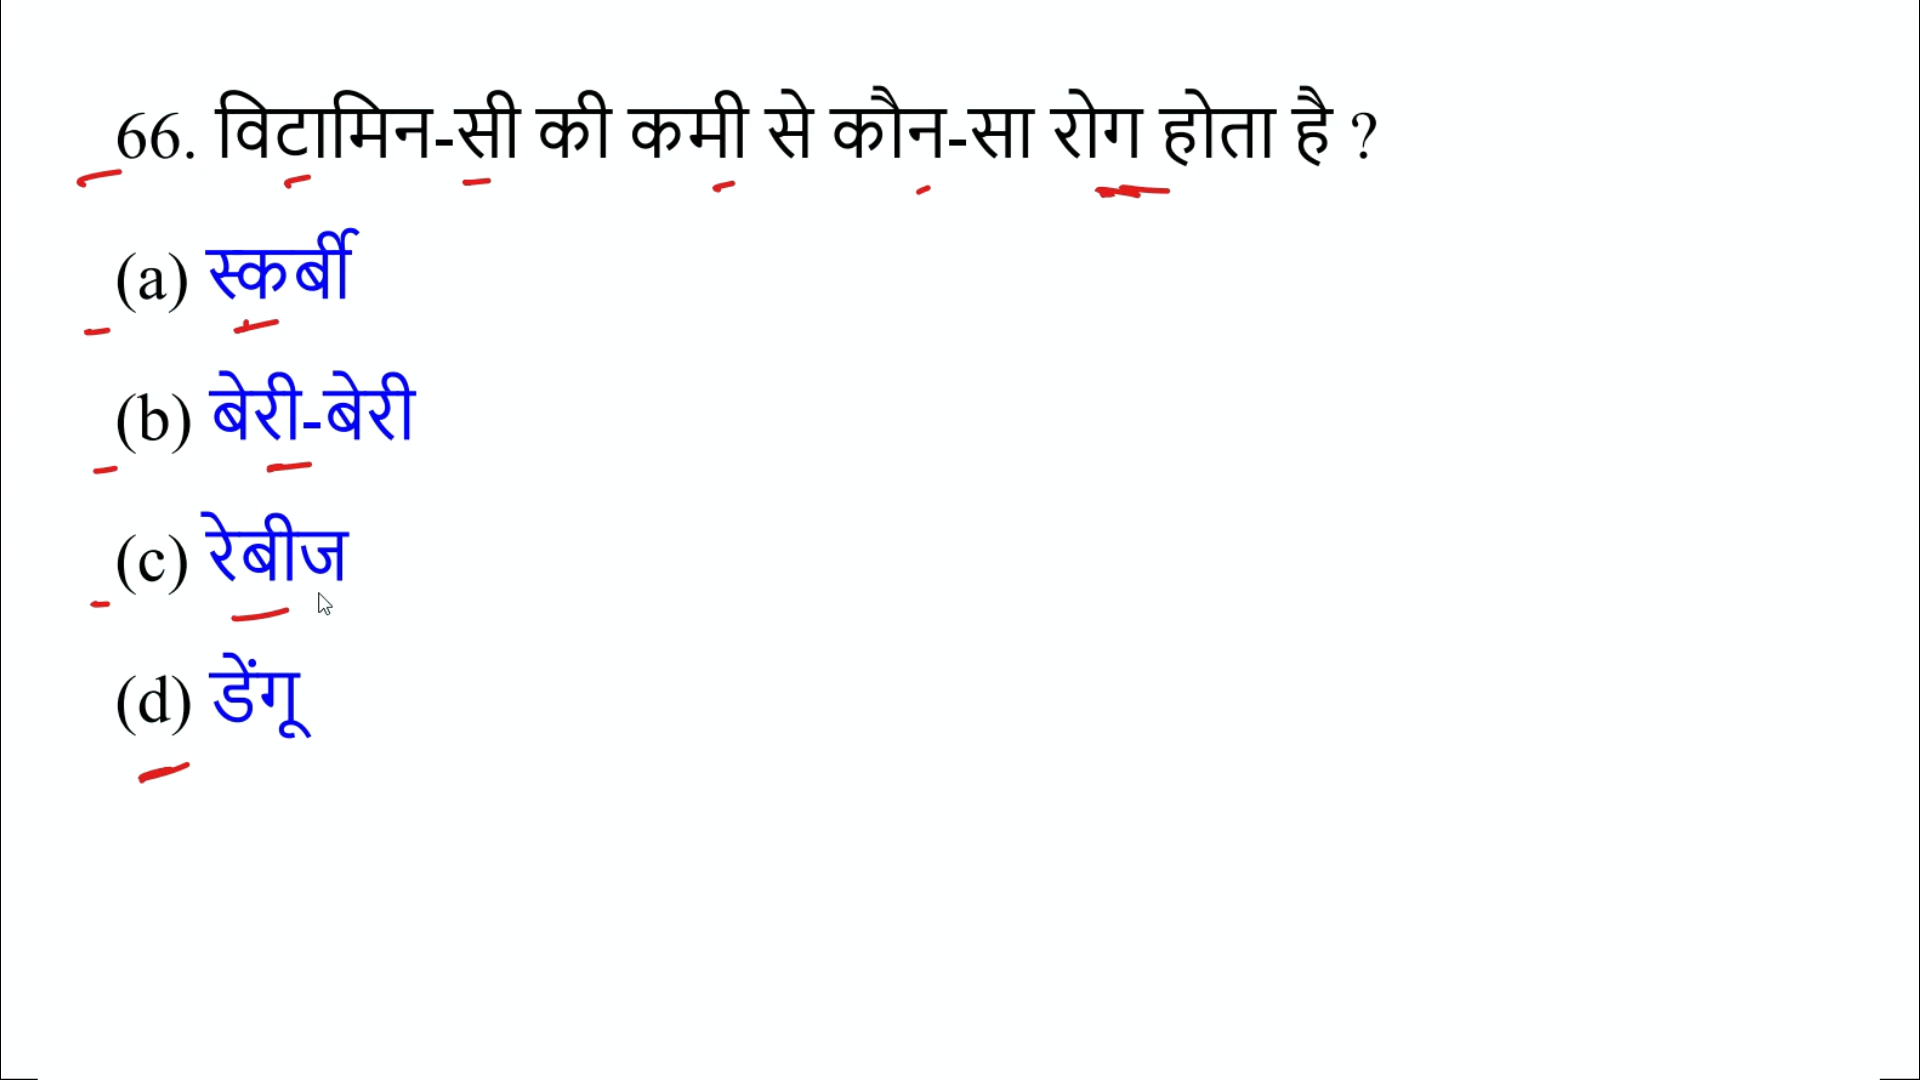 66. विटामिन-सी की कमी से कौन-सा रोग होता है ?
(a) स्कर्बी
(b) बेरी-बेरी
(c) रेबीज
(d) डेंगू